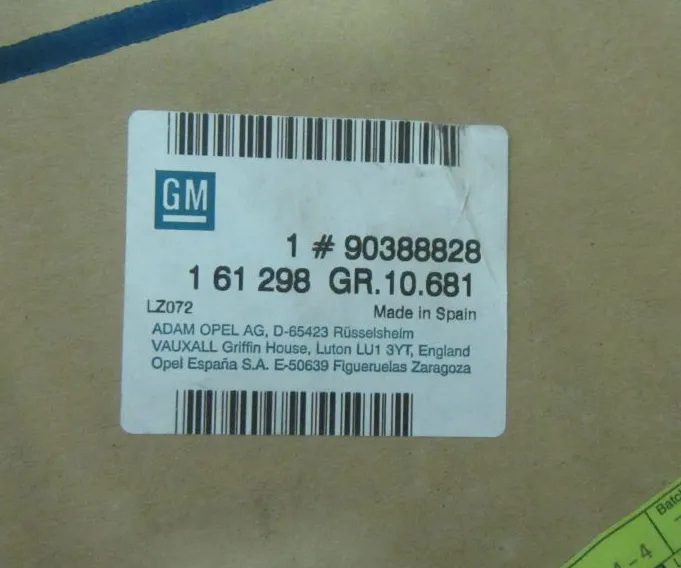 GM
1 # 90388828
1 61 298 GR.10.681
LZ072 Made in Spain
ADAM OPEL AG, D-65423 Rüsselsheim
VAUXALL Griffin House, Luton LU1 3YT, England
Opel España S.A. E-50639 Figueruelas Zaragoza
Batch